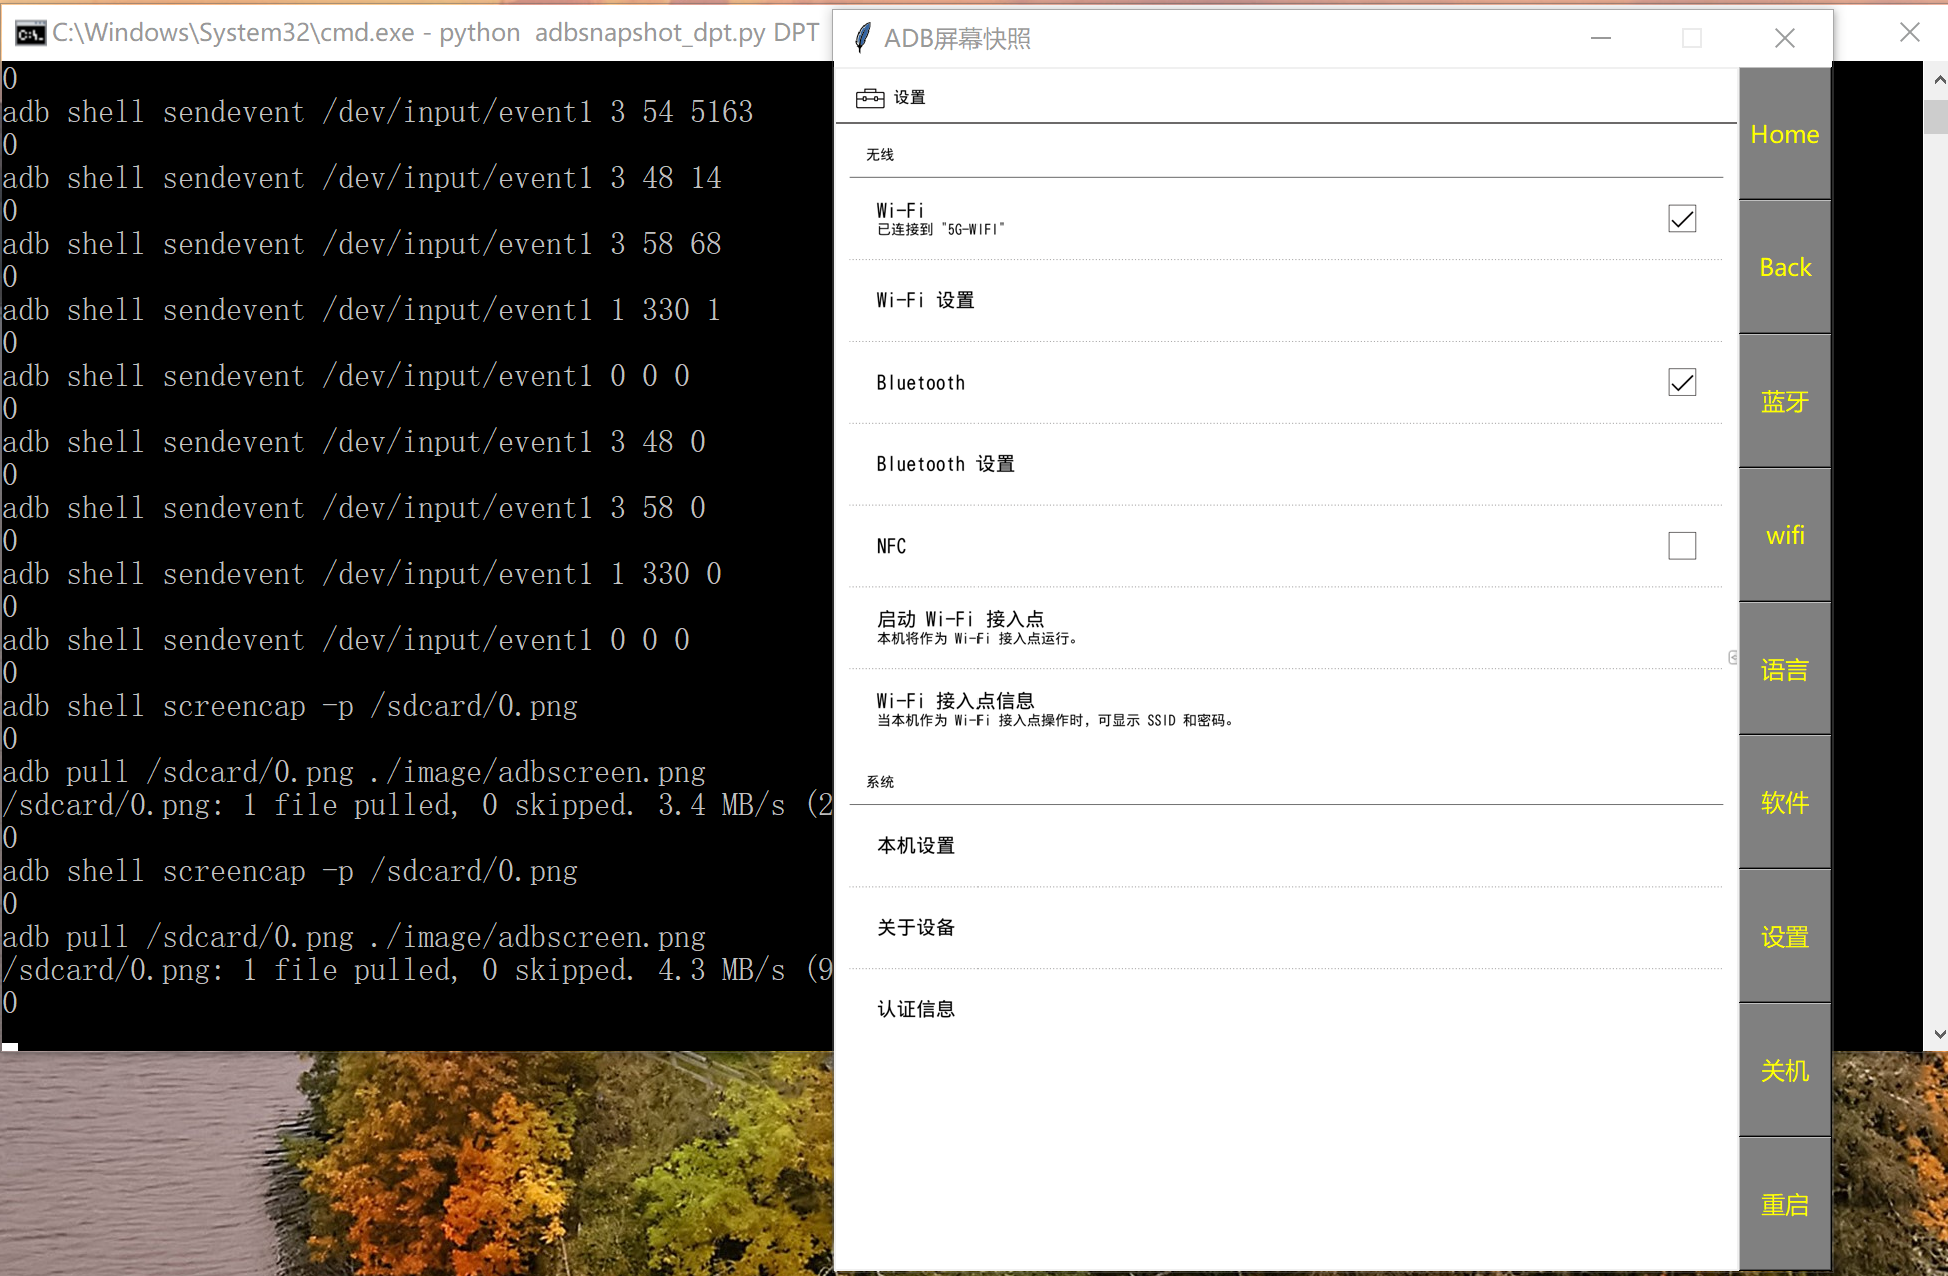 C:\Windows\System32\cmd.exe - python  adbsnapshot_dpt.py DPT
0
adb shell sendevent /dev/input/event1 3 54 5163
0
adb shell sendevent /dev/input/event1 3 48 14
0
adb shell sendevent /dev/input/event1 3 58 68
0
adb shell sendevent /dev/input/event1 1 330 1
0
adb shell sendevent /dev/input/event1 0 0 0
0
adb shell sendevent /dev/input/event1 3 48 0
0
adb shell sendevent /dev/input/event1 3 58 0
0
adb shell sendevent /dev/input/event1 1 330 0
0
adb shell sendevent /dev/input/event1 0 0 0
0
adb shell screencap -p /sdcard/0.png
0
adb pull /sdcard/0.png ./image/adbscreen.png
/sdcard/0.png: 1 file pulled, 0 skipped. 3.4 MB/s (2
0
adb shell screencap -p /sdcard/0.png
0
adb pull /sdcard/0.png ./image/adbscreen.png
/sdcard/0.png: 1 file pulled, 0 skipped. 4.3 MB/s (9
0
ADB屏幕快照
设置
无线
Wi-Fi
已连接到 "5G-WIFI"
Wi-Fi 设置
Bluetooth
Bluetooth 设置
NFC
启动 Wi-Fi 接入点
本机将作为 Wi-Fi 接入点运行。
Wi-Fi 接入点信息
当本机作为 Wi-Fi 接入点操作时，可显示 SSID 和密码。
系统
本机设置
关于设备
认证信息
Home
Back
蓝牙
wifi
语言
软件
设置
关机
重启